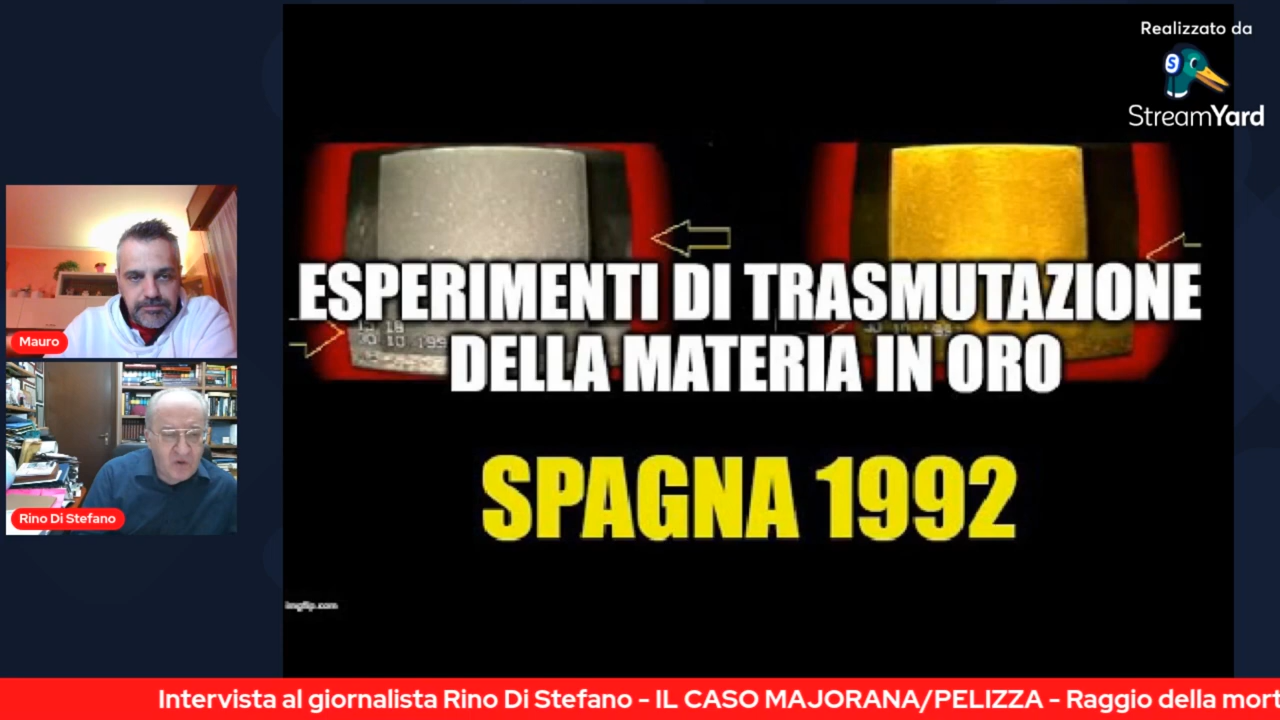 Realizzato da
StreamYard
ESPERIMENTI DI TRASMUTAZIONE
DELLA MATERIA IN ORO
SPAGNA 1992
Mauro
Rino Di Stefano
imgflip.com
Intervista al giornalista Rino Di Stefano - IL CASO MAJORANA/PELIZZA - Raggio della mort